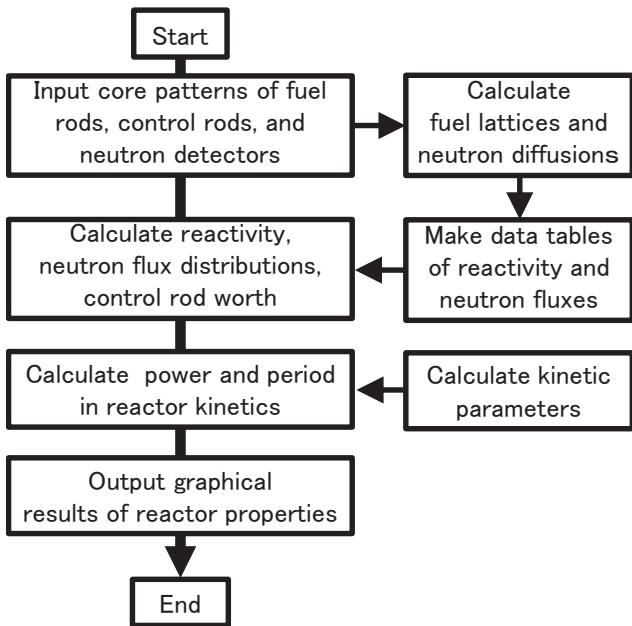 Start
Input core patterns of fuel
rods, control rods, and
neutron detectors
Calculate
fuel lattices and
neutron diffusions
Calculate reactivity,
neutron flux distributions,
control rod worth
Make data tables
of reactivity and
neutron fluxes
Calculate power and period
in reactor kinetics
Calculate kinetic
parameters
Output graphical
results of reactor properties
End